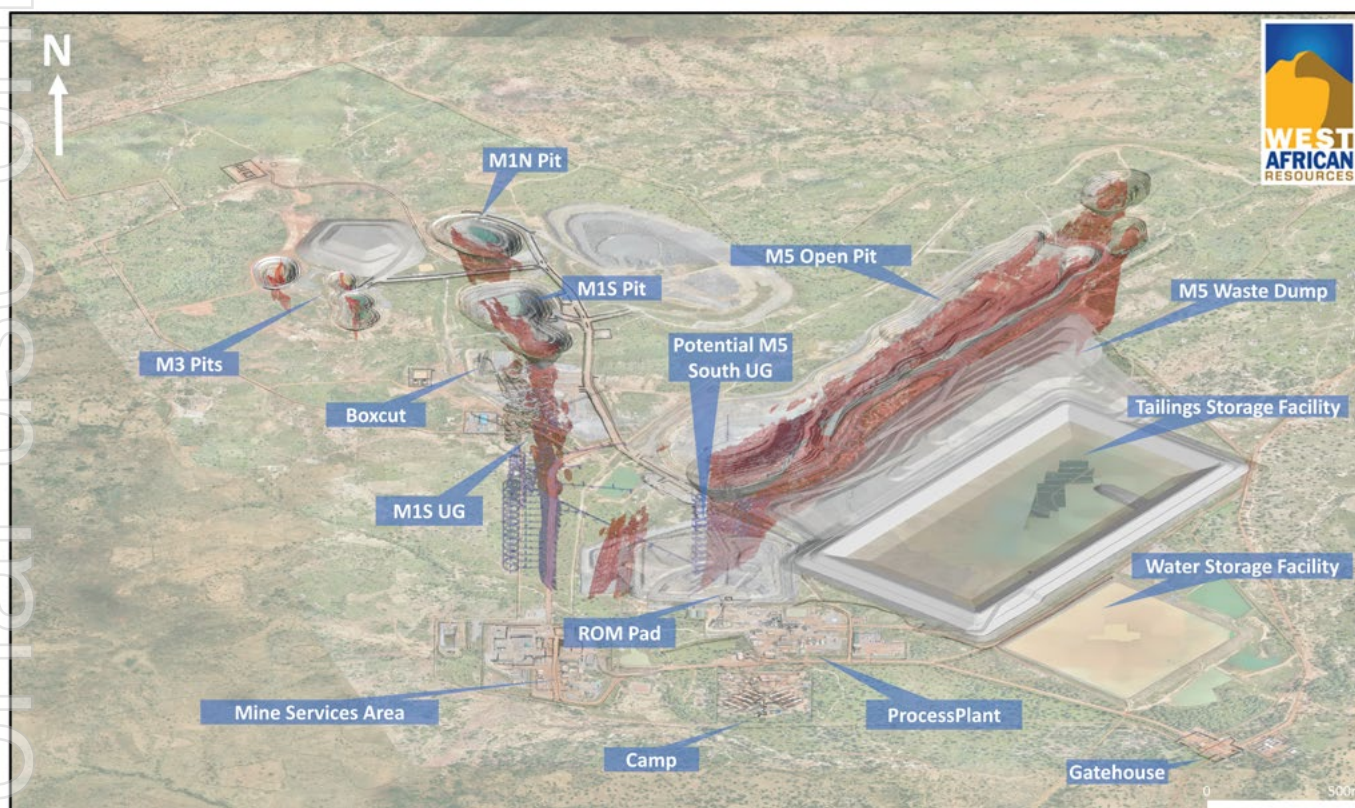 N
WEST
AFRICAN
RESOURCES
M1N Pit
M5 Open Pit
M1S Pit
M5 Waste Dump
Potential M5
South UG
M3 Pits
Boxcut
Tailings Storage Facility
M1S UG
Water Storage Facility
ROM Pad
Mine Services Area
ProcessPlant
Camp
Gatehouse
0